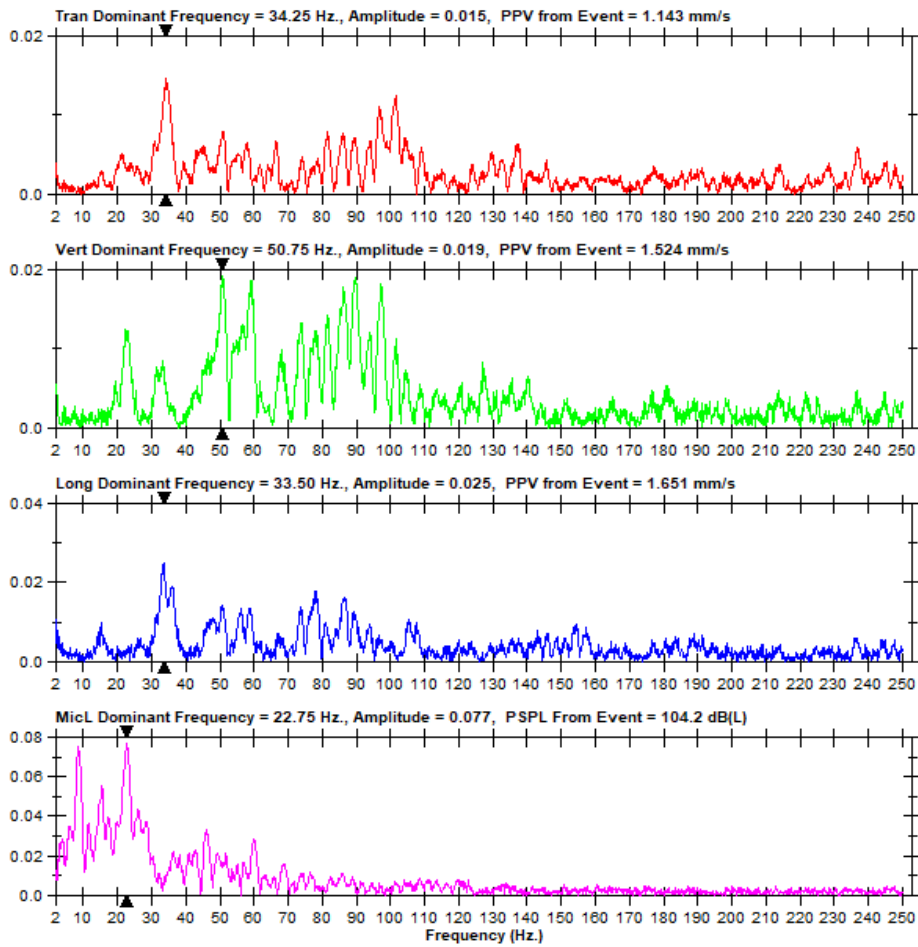 Tran Dominant Frequency = 34.25 Hz., Amplitude = 0.015,  PPV from Event = 1.143 mm/s
0.02
0.0
2 10 20 30 40 50 60 70 80 90 100 110 120 130 140 150 160 170 180 190 200 210 220 230 240 250
Vert Dominant Frequency = 50.75 Hz., Amplitude = 0.019,  PPV from Event = 1.524 mm/s
0.02
0.0
2 10 20 30 40 50 60 70 80 90 100 110 120 130 140 150 160 170 180 190 200 210 220 230 240 250
Long Dominant Frequency = 33.50 Hz., Amplitude = 0.025,  PPV from Event = 1.651 mm/s
0.04
0.02
0.0
2 10 20 30 40 50 60 70 80 90 100 110 120 130 140 150 160 170 180 190 200 210 220 230 240 250
MicL Dominant Frequency = 22.75 Hz., Amplitude = 0.077,  PSPL From Event = 104.2 dB(L)
0.08
0.06
0.04
0.02
0.0
2 10 20 30 40 50 60 70 80 90 100 110 120 130 140 150 160 170 180 190 200 210 220 230 240 250
Frequency (Hz.)